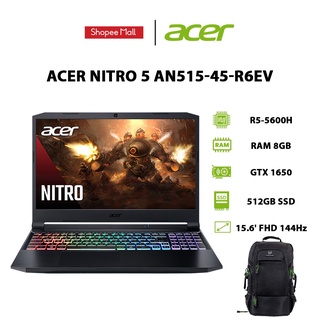 Shopee Mall
acer
ACER NITRO 5 AN515-45-R6EV
acer
NITRO
acer
R5-5600H
RAM
RAM 8GB
GTX 1650
512GB SSD
15.6' FHD 144Hz